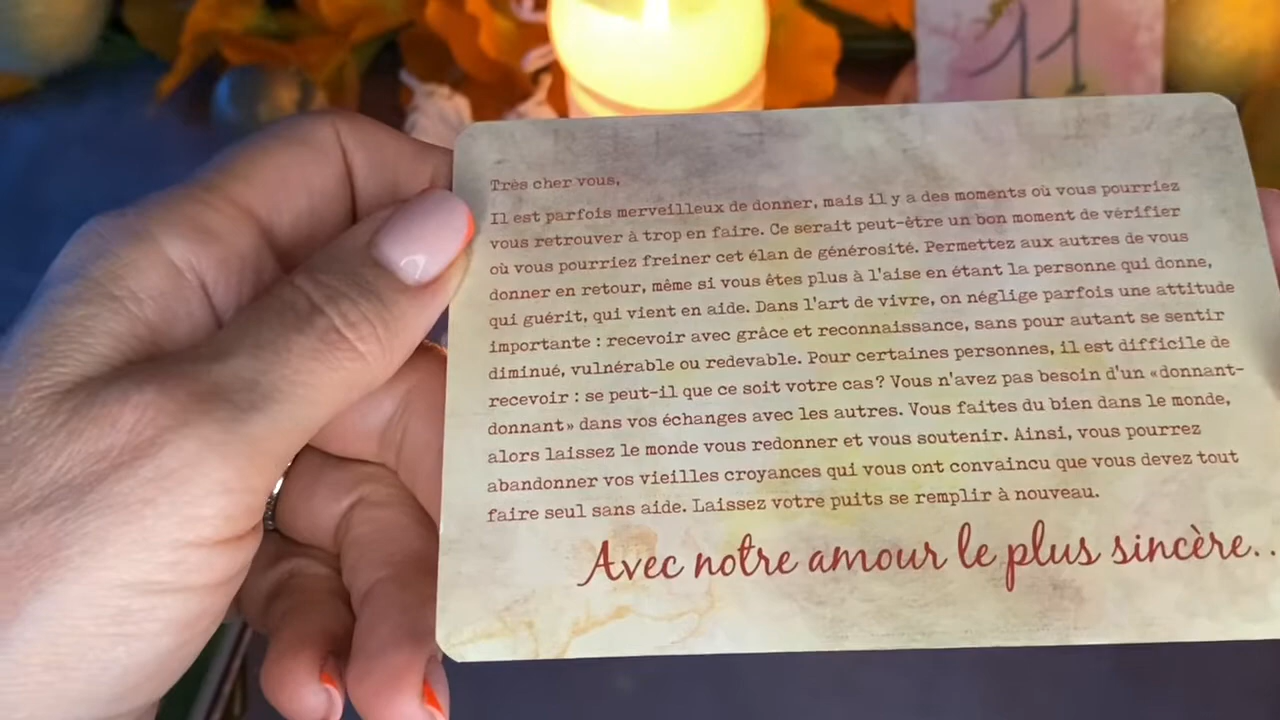 11
Très cher vous,
Il est parfois merveilleux de donner, mais il y a des moments où vous pourriez
vous retrouver à trop en faire. Ce serait peut-être un bon moment de vérifier
où vous pourriez freiner cet élan de générosité. Permettez aux autres de vous
donner en retour, même si vous êtes plus à l'aise en étant la personne qui donne,
qui guérit, qui vient en aide. Dans l'art de vivre, on néglige parfois une attitude
importante : recevoir avec grâce et reconnaissance, sans pour autant se sentir
diminué, vulnérable ou redevable. Pour certaines personnes, il est difficile de
recevoir : se peut-il que ce soit votre cas? Vous n'avez pas besoin d'un «donnant-
donnant» dans vos échanges avec les autres. Vous faites du bien dans le monde,
alors laissez le monde vous redonner et vous soutenir. Ainsi, vous pourrez
abandonner vos vieilles croyances qui vous ont convaincu que vous devez tout
faire seul sans aide. Laissez votre puits se remplir à nouveau.
Avec notre amour le plus sincère..